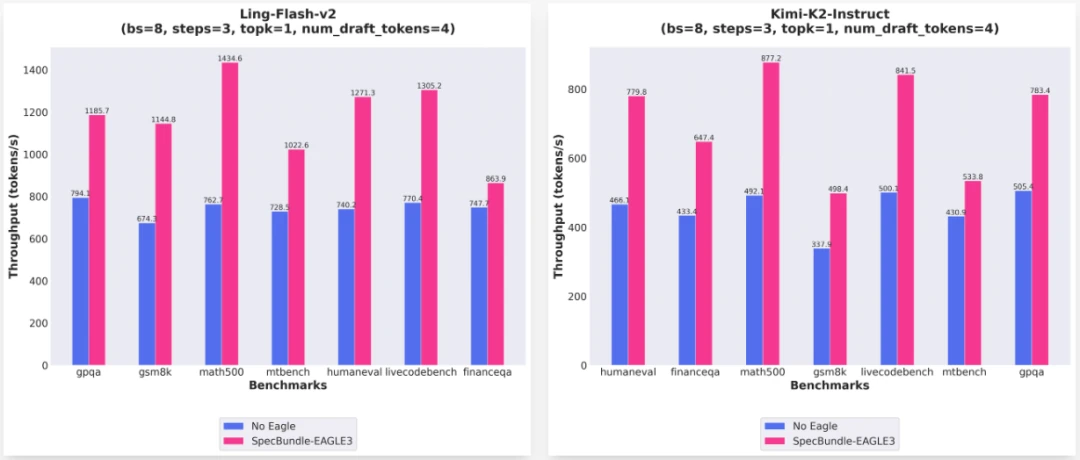 Ling-Flash-v2
(bs=8, steps=3, topk=1, num_draft_tokens=4)
Throughput (tokens/s)
1400
1200
1000
800
600
400
200
0
794.1
1185.7
674.3
1144.8
762.7
1434.6
728.5
1022.6
740.2
1271.3
770.4
1305.2
747.7
863.9
gpqa
gsm8k
math500
mtbench
humaneval
livecodebench
financeqa
Benchmarks
No Eagle
SpecBundle-EAGLE3
Kimi-K2-Instruct
(bs=8, steps=3, topk=1, num_draft_tokens=4)
Throughput (tokens/s)
800
600
400
200
0
466.1
779.8
433.4
647.4
492.1
877.2
337.9
498.4
500.1
841.5
430.9
533.8
505.4
783.4
humaneval
financeqa
math500
gsm8k
livecodebench
mtbench
gpqa
Benchmarks
No Eagle
SpecBundle-EAGLE3